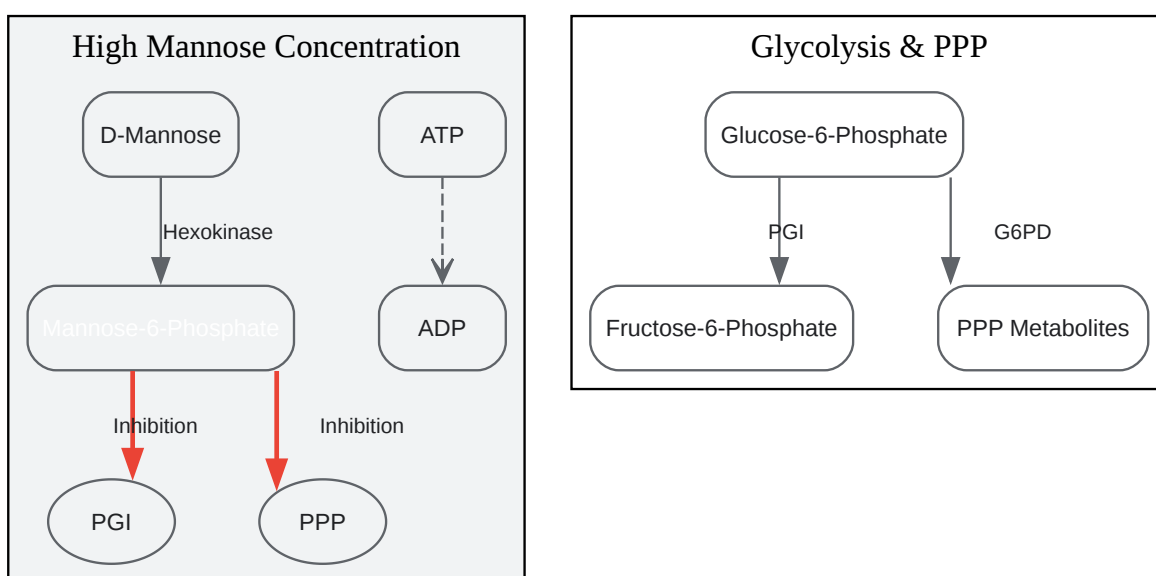 High Mannose Concentration
D-Mannose
ATP
Hexokinase
Mannose-6-Phosphate
ADP
Inhibition
Inhibition
PGI
PPP
Glycolysis & PPP
Glucose-6-Phosphate
PGI
G6PD
Fructose-6-Phosphate
PPP Metabolites